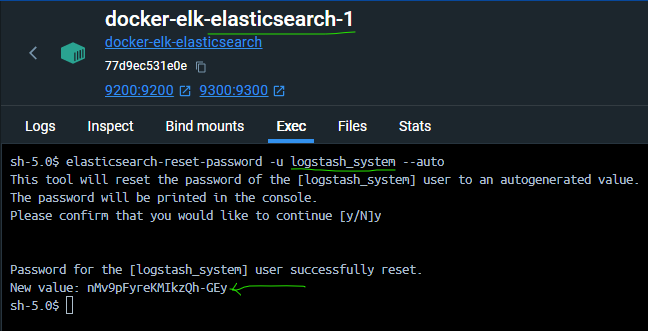 docker-elk-elasticsearch-1
docker-elk-elasticsearch
77d9ec531e0e
9200:9200 9300:9300
Logs Inspect Bind mounts Exec Files Stats
sh-5.0$ elasticsearch-reset-password -u logstash_system --auto
This tool will reset the password of the [logstash_system] user to an autogenerated value.
The password will be printed in the console.
Please confirm that you would like to continue [y/N]y
Password for the [logstash_system] user successfully reset.
New value: nMv9pFyreKMIkzQh-GEy
sh-5.0$